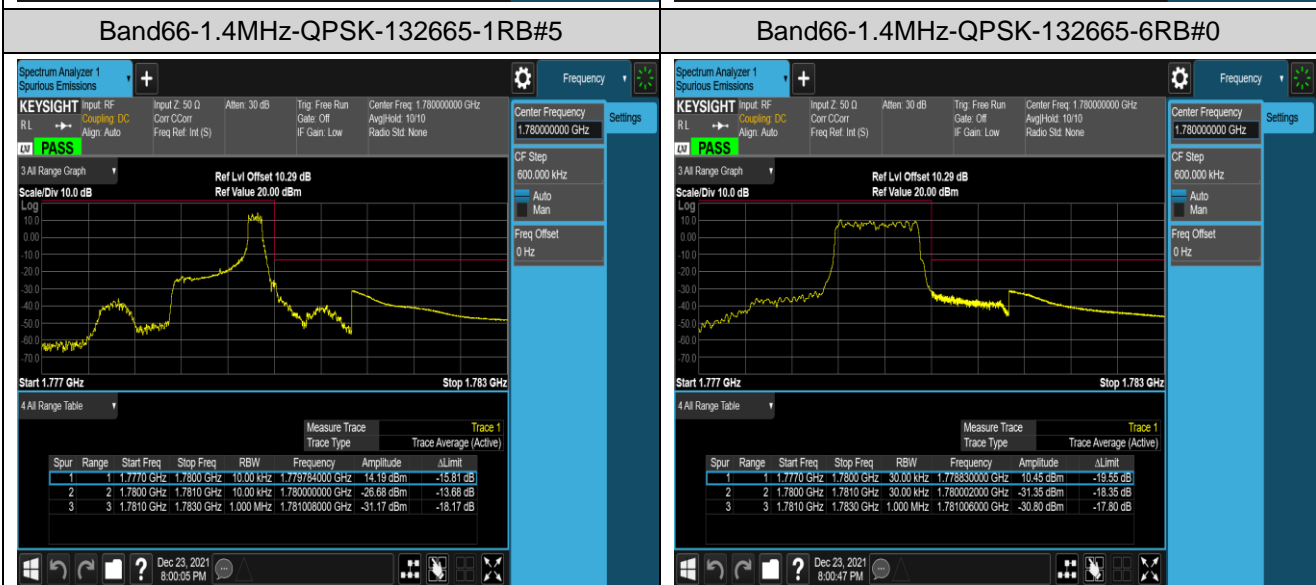 Band66-1.4MHz-QPSK-132665-1RB#5
Spectrum Analyzer 1
Spurious Emissions
+
Frequency
KEYSIGHT
RL
LXI PASS
Input: RF
Coupling: DC
Align: Auto
Input Z: 50 Ω
Corr CCorr
Freq Ref: Int (S)
Atten: 30 dB
Trig: Free Run
Gate: Off
IF Gain: Low
Center Freq: 1.780000000 GHz
Avg|Hold: 10/10
Radio Std: None
Center Frequency
1.780000000 GHz
Settings
CF Step
600.000 kHz
Auto
Man
Freq Offset
0 Hz
3 All Range Graph
Ref Lvl Offset 10.29 dB
Scale/Div 10.0 dB
Ref Value 20.00 dBm
Log
10.0
0.00
-10.0
-20.0
-30.0
-40.0
-50.0
-60.0
-70.0
Start 1.777 GHz
Stop 1.783 GHz
4 All Range Table
Measure Trace Trace 1
Trace Type Trace Average (Active)
Spur Range Start Freq Stop Freq RBW Frequency Amplitude ΔLimit
1 1 1.7770 GHz 1.7800 GHz 10.00 kHz 1.779784000 GHz 14.19 dBm -15.81 dB
2 2 1.7800 GHz 1.7810 GHz 10.00 kHz 1.780000000 GHz -26.68 dBm -13.68 dB
3 3 1.7810 GHz 1.7830 GHz 1.000 MHz 1.781008000 GHz -31.17 dBm -18.17 dB
?
Dec 23, 2021
8:00:05 PM
Band66-1.4MHz-QPSK-132665-6RB#0
Spectrum Analyzer 1
Spurious Emissions
+
Frequency
KEYSIGHT
RL
LXI PASS
Input: RF
Coupling: DC
Align: Auto
Input Z: 50 Ω
Corr CCorr
Freq Ref: Int (S)
Atten: 30 dB
Trig: Free Run
Gate: Off
IF Gain: Low
Center Freq: 1.780000000 GHz
Avg|Hold: 10/10
Radio Std: None
Center Frequency
1.780000000 GHz
Settings
CF Step
600.000 kHz
Auto
Man
Freq Offset
0 Hz
3 All Range Graph
Ref Lvl Offset 10.29 dB
Scale/Div 10.0 dB
Ref Value 20.00 dBm
Log
10.0
0.00
-10.0
-20.0
-30.0
-40.0
-50.0
-60.0
-70.0
Start 1.777 GHz
Stop 1.783 GHz
4 All Range Table
Measure Trace Trace 1
Trace Type Trace Average (Active)
Spur Range Start Freq Stop Freq RBW Frequency Amplitude ΔLimit
1 1 1.7770 GHz 1.7800 GHz 30.00 kHz 1.778830000 GHz 10.45 dBm -19.55 dB
2 2 1.7800 GHz 1.7810 GHz 30.00 kHz 1.780002000 GHz -31.35 dBm -18.35 dB
3 3 1.7810 GHz 1.7830 GHz 1.000 MHz 1.781006000 GHz -30.80 dBm -17.80 dB
?
Dec 23, 2021
8:00:47 PM